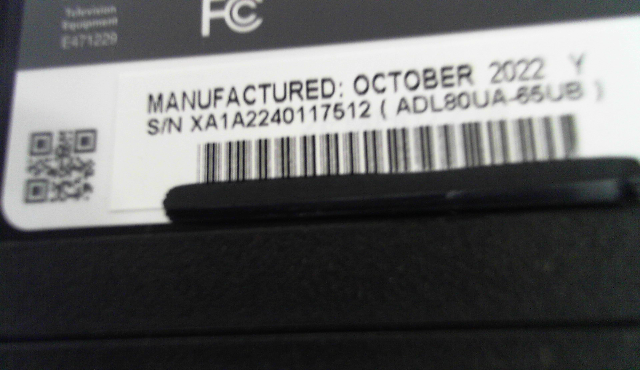 Television
Equipment
E471229
FC
MANUFACTURED: OCTOBER 2022 Y
S/N XA1A2240117512 ( ADL80UA-65UB )